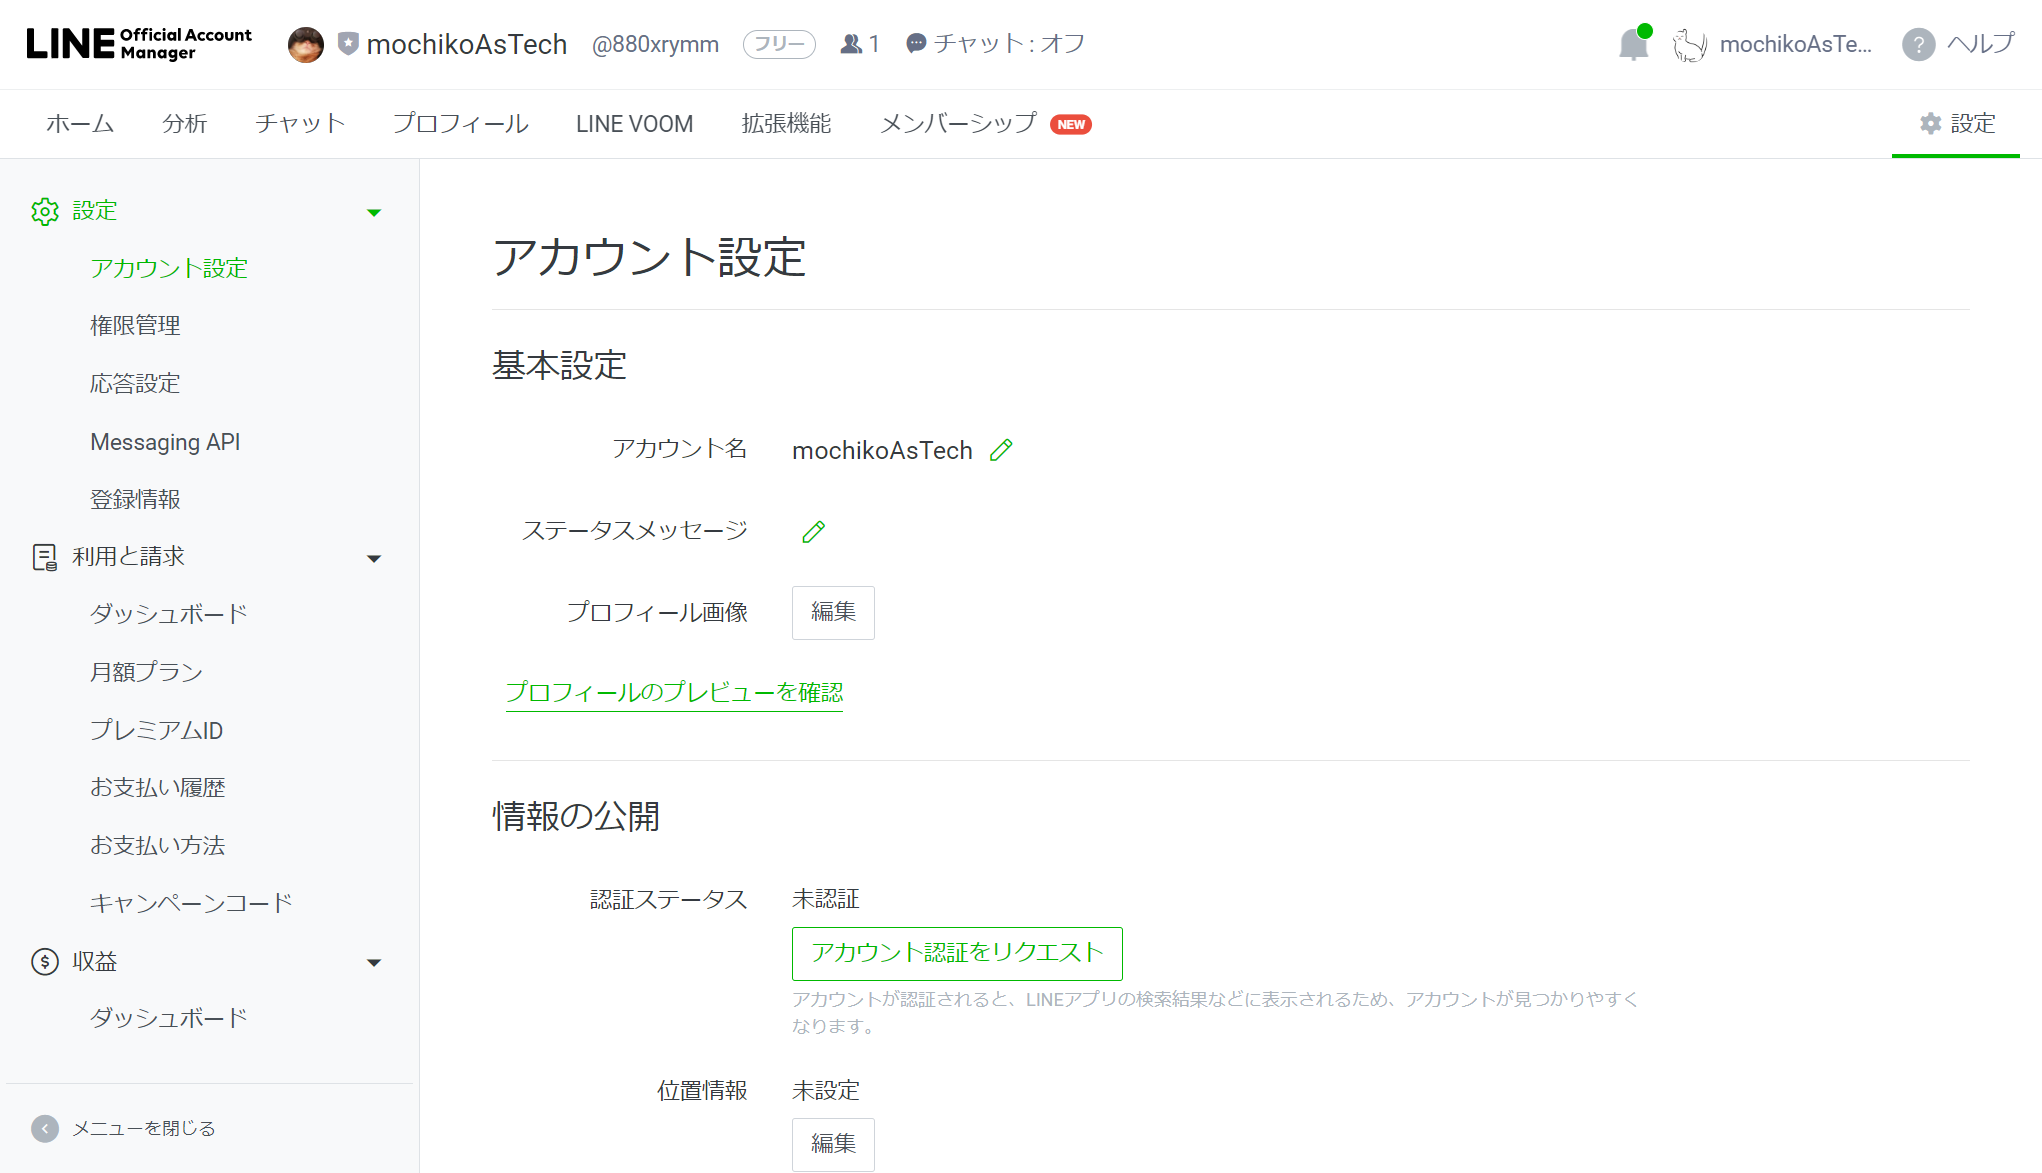 LINE Official Account Manager
mochikoAsTech @880xrymm フリー 1 チャット : オフ
mochikoAsTe... ? ヘルプ
ホーム 分析 チャット プロフィール LINE VOOM 拡張機能 メンバーシップ NEW 設定
設定
アカウント設定
権限管理
応答設定
Messaging API
登録情報
利用と請求
ダッシュボード
月額プラン
プレミアムID
お支払い履歴
お支払い方法
キャンペーンコード
収益
ダッシュボード
メニューを閉じる
アカウント設定
基本設定
アカウント名 mochikoAsTech
ステータスメッセージ
プロフィール画像 編集
プロフィールのプレビューを確認
情報の公開
認証ステータス 未認証
アカウント認証をリクエスト
アカウントが認証されると、LINEアプリの検索結果などに表示されるため、アカウントが見つかりやすく
なります。
位置情報 未設定
編集